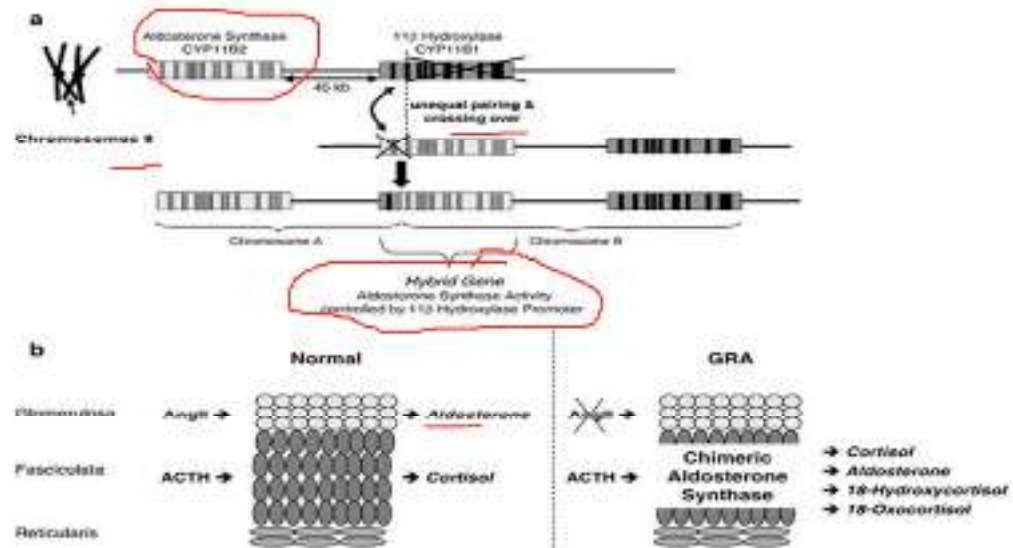 a
Aldosterone Synthase
CYP11B2
11β Hydroxylase
CYP11B1
45 kb
unequal pairing &
crossing over
Chromosomes 8
Chromosome A
Chromosome B
Hybrid Gene
Aldosterone Synthase Activity
controlled by 11β Hydroxylase Promoter
b
Normal
GRA
Glomerulosa
AngII → → Aldosterone
AngII →
Fasciculata
ACTH → → Cortisol
ACTH →
Chimeric
Aldosterone
Synthase
→ Cortisol
→ Aldosterone
→ 18-Hydroxycortisol
→ 18-Oxocortisol
Reticularis